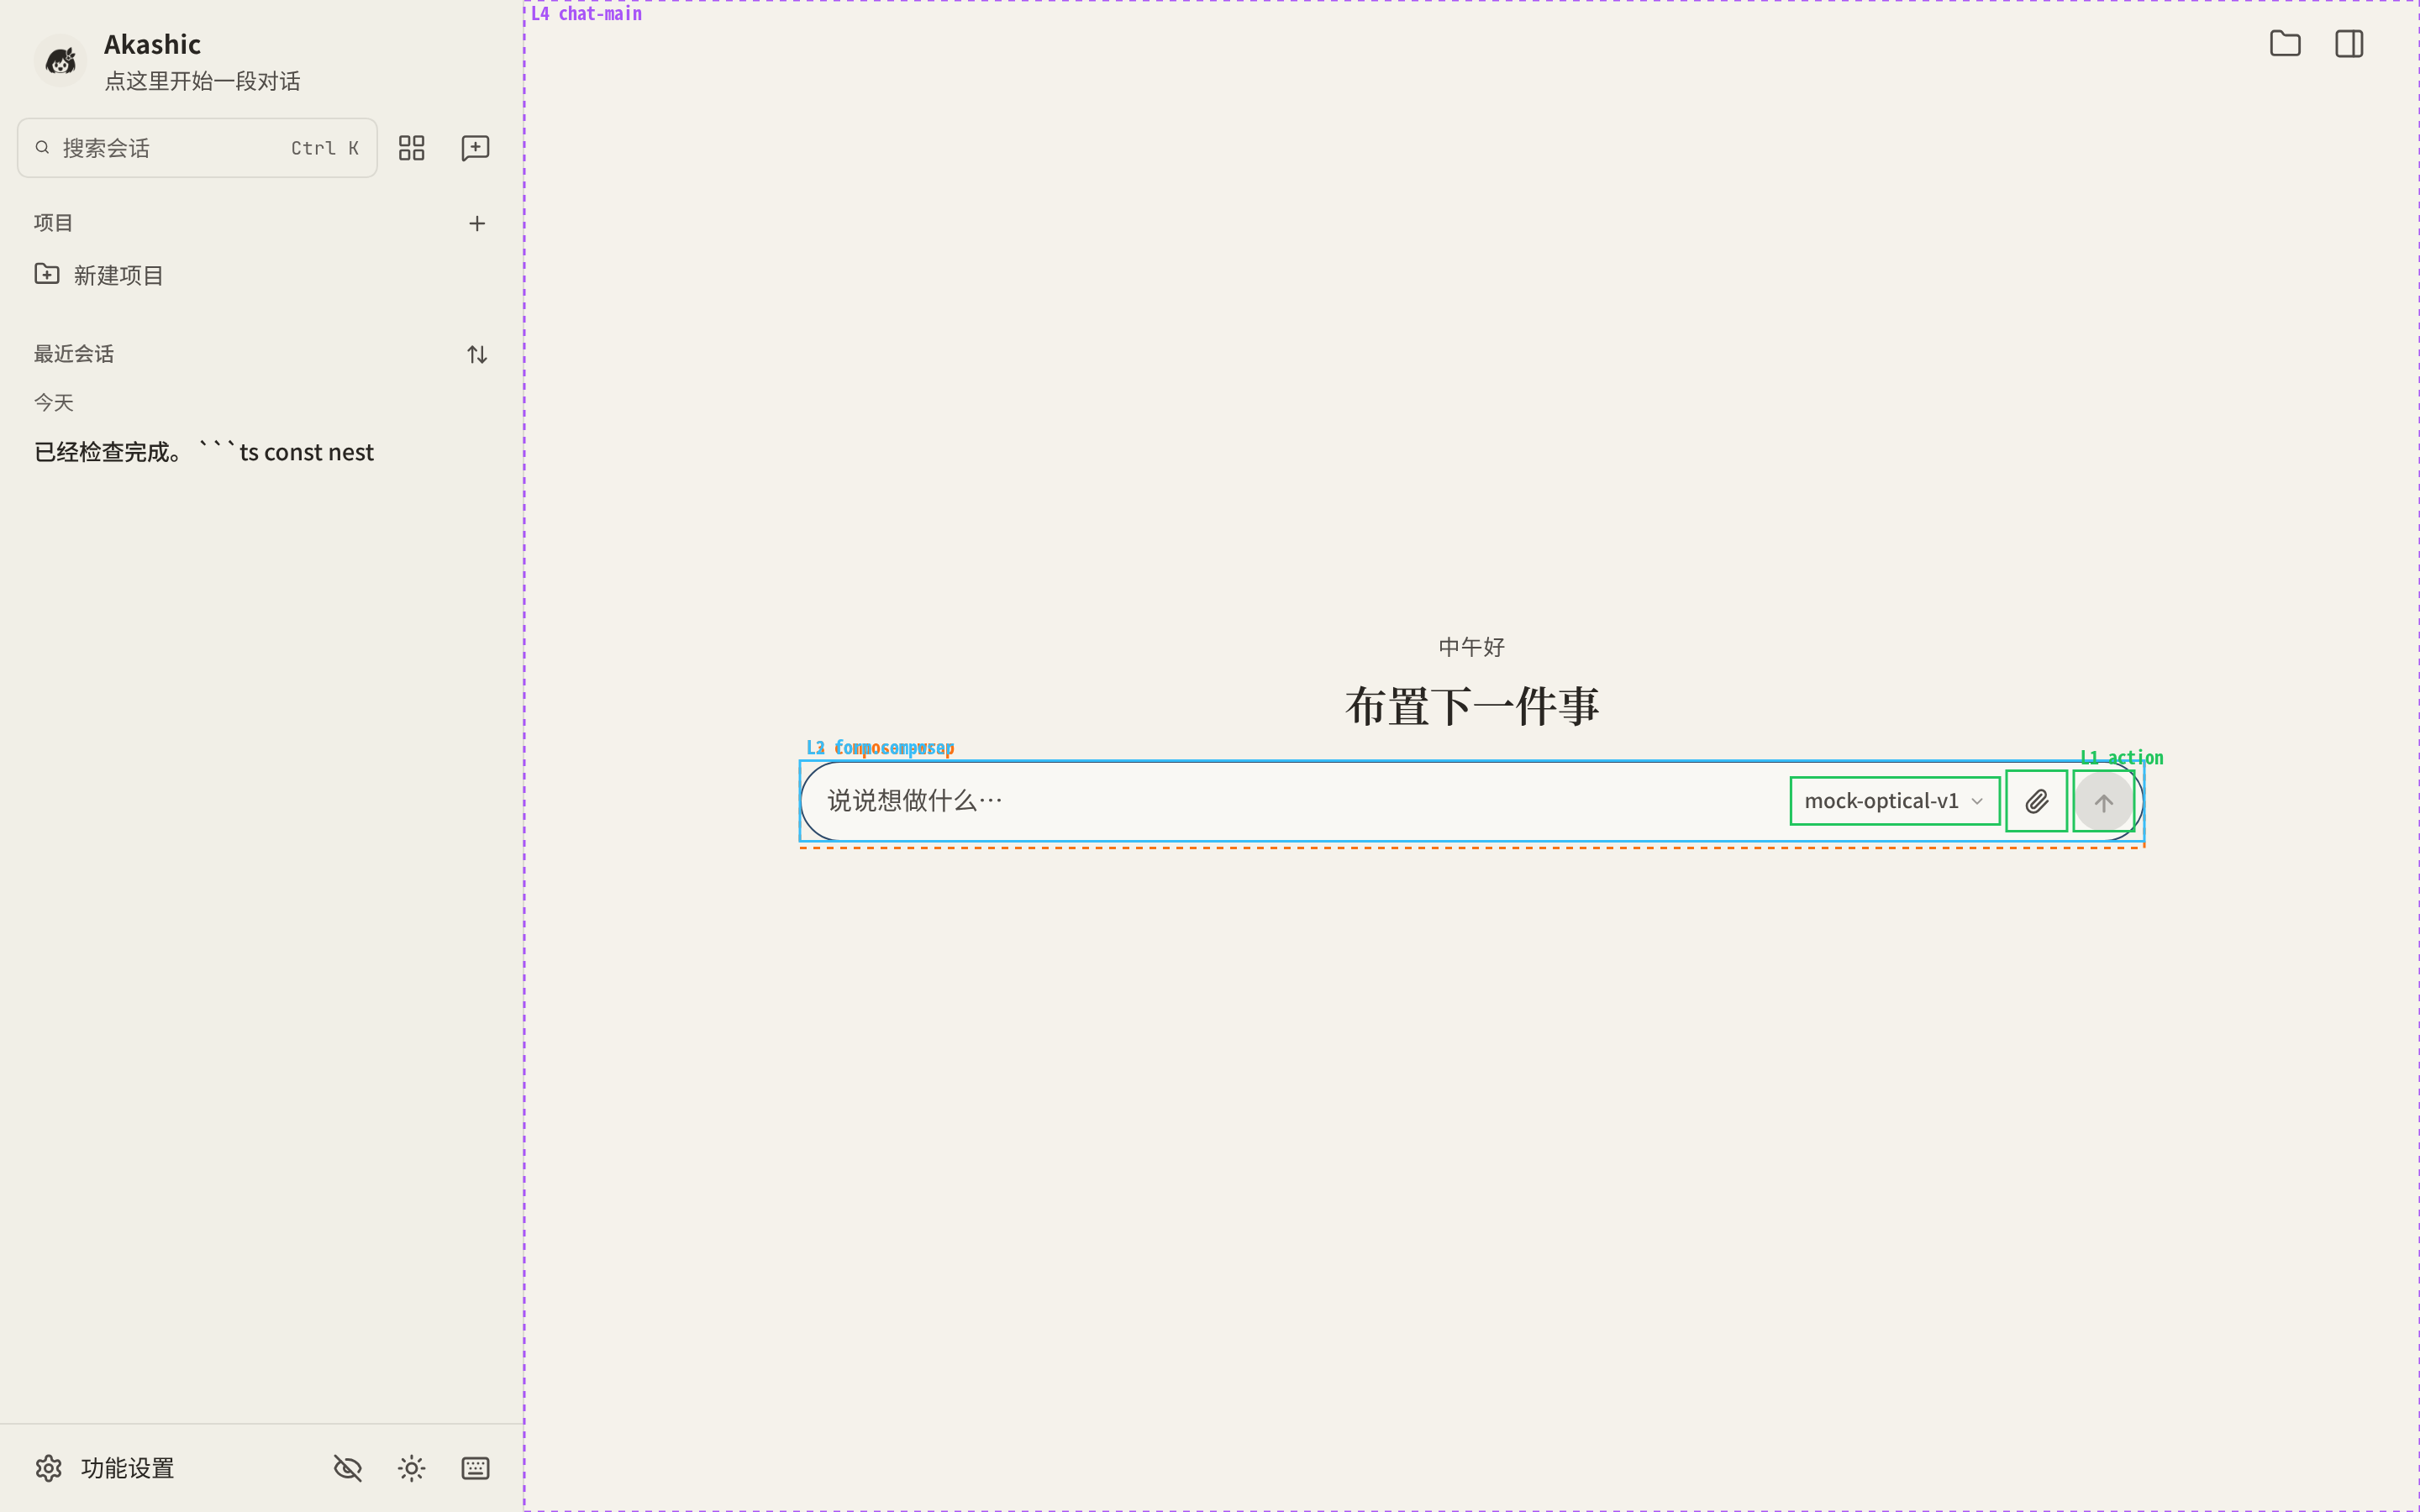 Akashic
点这里开始一段对话
搜索会话 Ctrl K
项目
新建项目
最近会话
今天
已经检查完成。 ```ts const nest
功能设置
L4 chat-main
中午好
布置下一件事
L1 action
说说想做什么…
mock-optical-v1